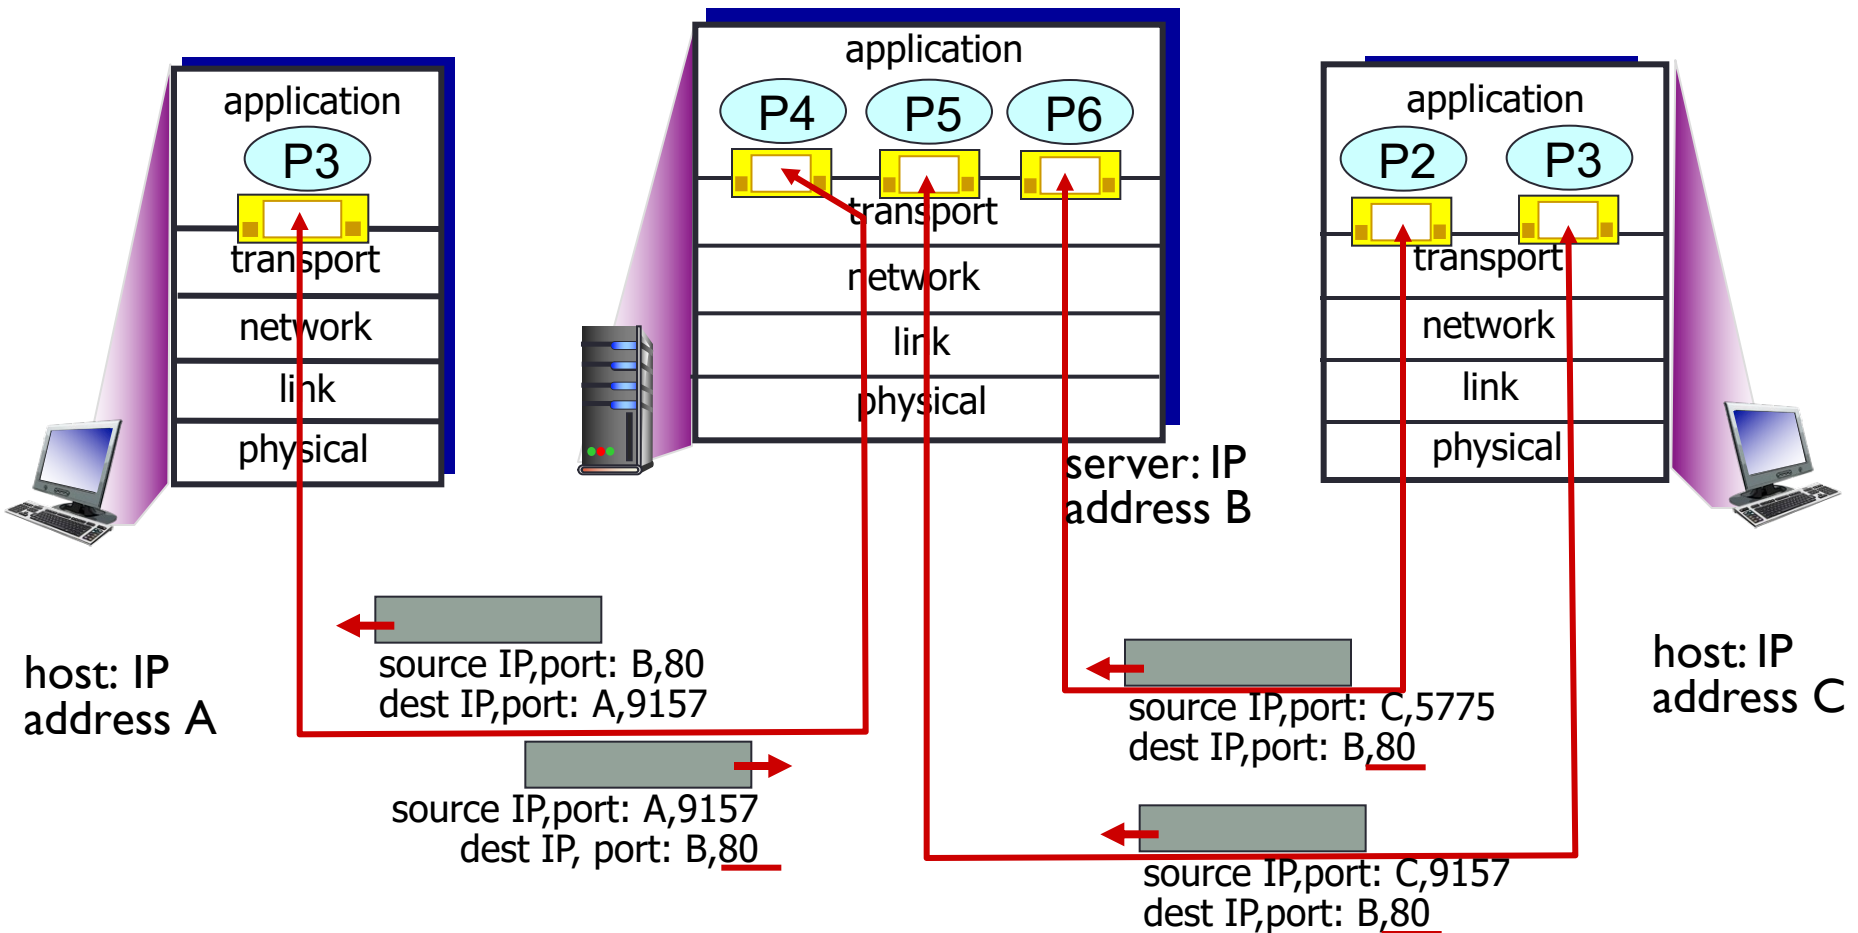 application
P3
transport
network
link
physical
host: IP
address A
application
P4
P5
P6
transport
network
link
physical
server: IP
address B
application
P2
P3
transport
network
link
physical
host: IP
address C
source IP,port: B,80
dest IP,port: A,9157
source IP,port: A,9157
dest IP, port: B,80
source IP,port: C,5775
dest IP,port: B,80
source IP,port: C,9157
dest IP,port: B,80